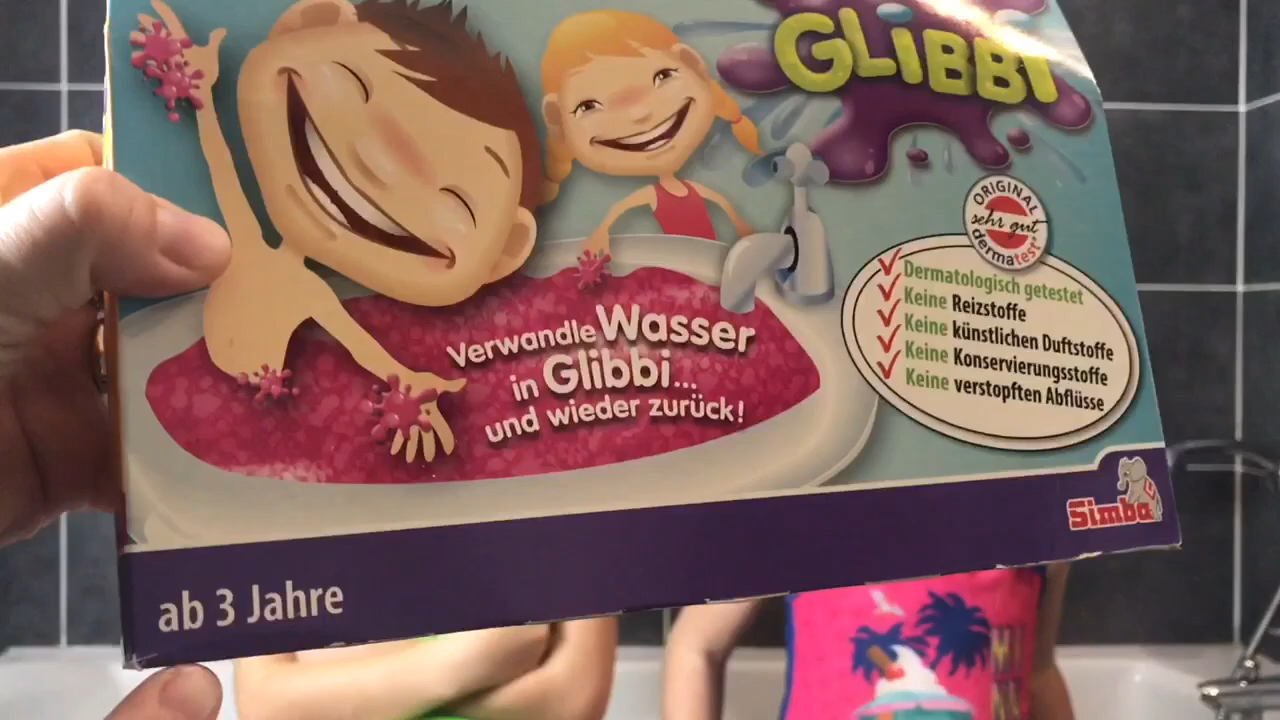 GLiBBi
ORIGINAL
sehr gut
dermatest
Dermatologisch getestet
Keine Reizstoffe
Keine künstlichen Duftstoffe
Keine Konservierungsstoffe
Keine verstopften Abflüsse
Verwandle Wasser
in Glibbi...
und wieder zurück!
Simba
ab 3 Jahre